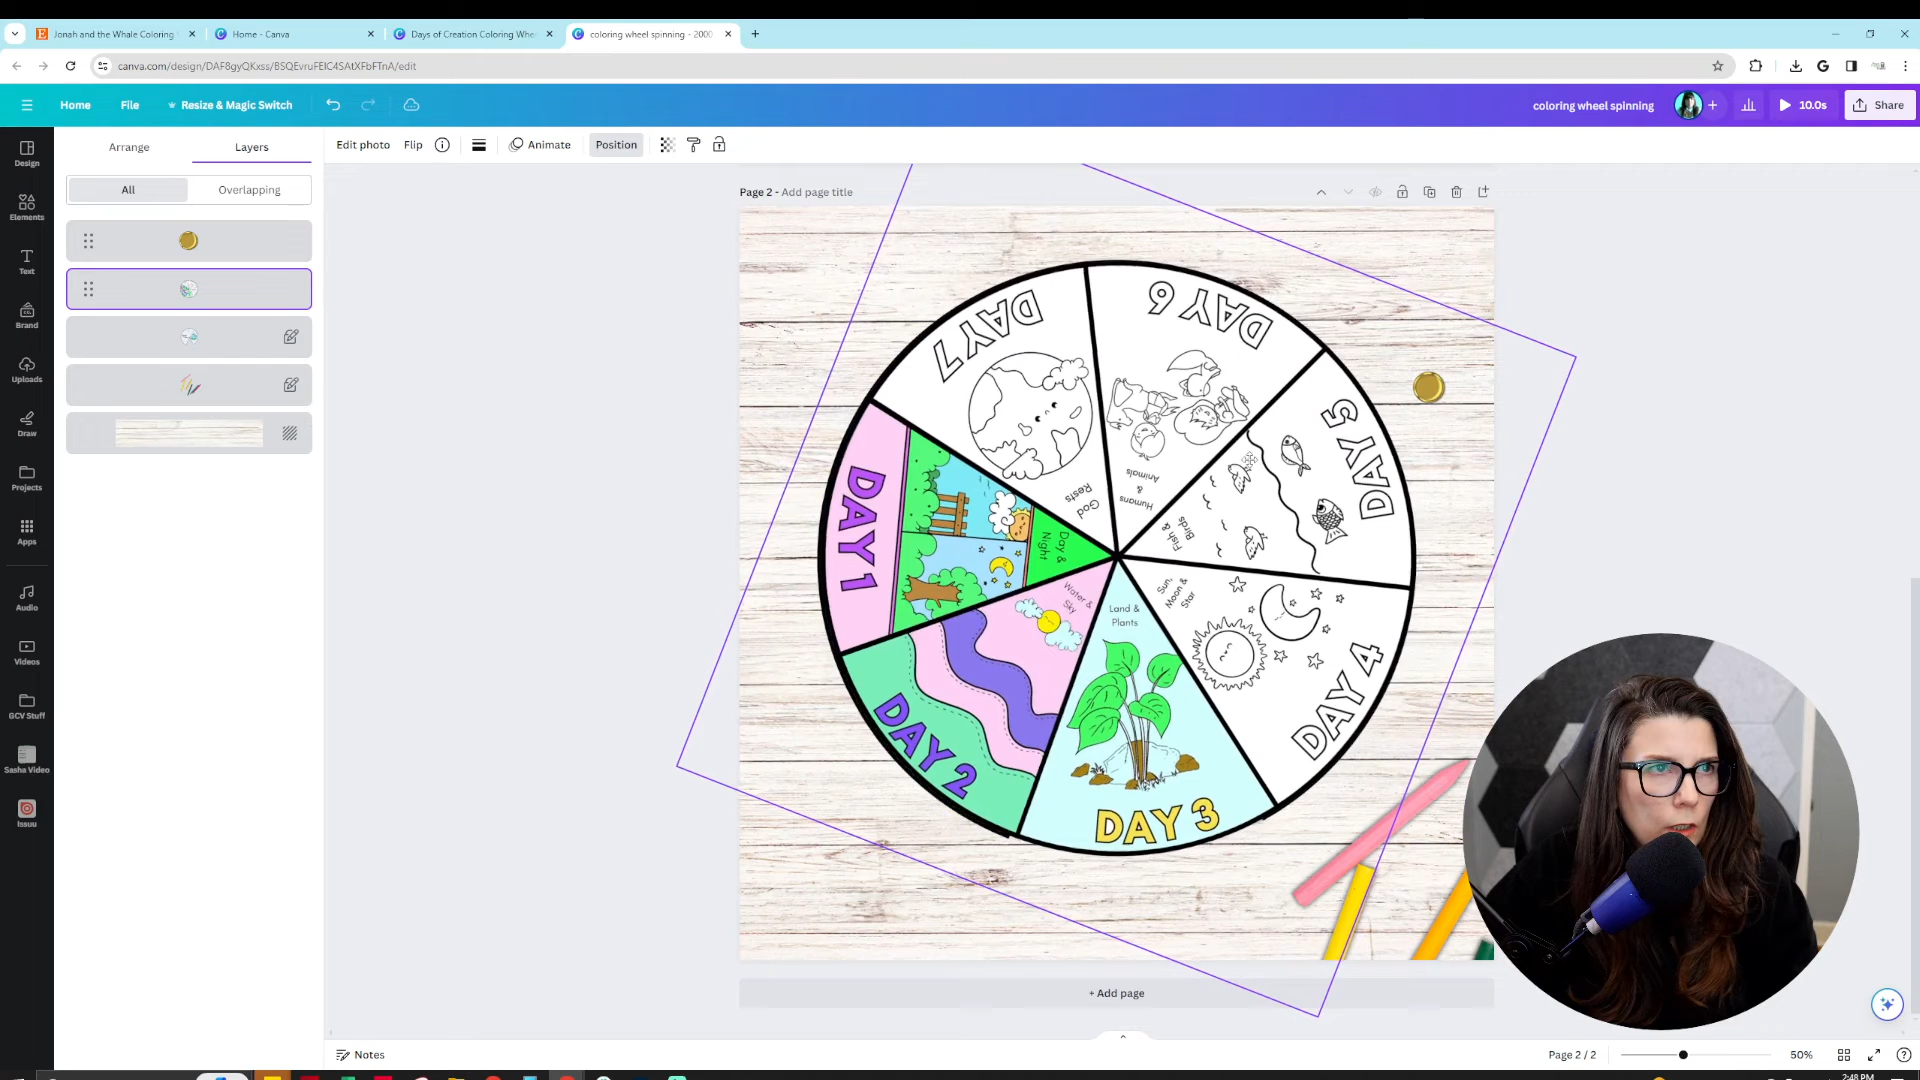 Jonah and the Whale Coloring
Home - Canva
Days of Creation Coloring Whe
coloring wheel spinning - 2000
canva.com/design/DAF8gyQKxss/BSQEvruFEIC4SAtXFbFTnA/edit
Home
File
Resize & Magic Switch
coloring wheel spinning
10.0s
Share
Design
Elements
Text
Brand
Uploads
Draw
Projects
Apps
Audio
Videos
GCV Stuff
Sasha Video
Issuu
Arrange
Layers
All
Overlapping
Edit photo
Flip
Animate
Position
Page 2 - Add page title
DAY 7
God
Rests
DAY 6
Humans
&
Animals
DAY 5
Fish &
Birds
DAY 1
Day &
Night
Water &
Sky
DAY 2
Land &
Plants
DAY 3
Sun,
Moon &
Star
DAY 4
+ Add page
Notes
Page 2 / 2
50%
2:48 PM